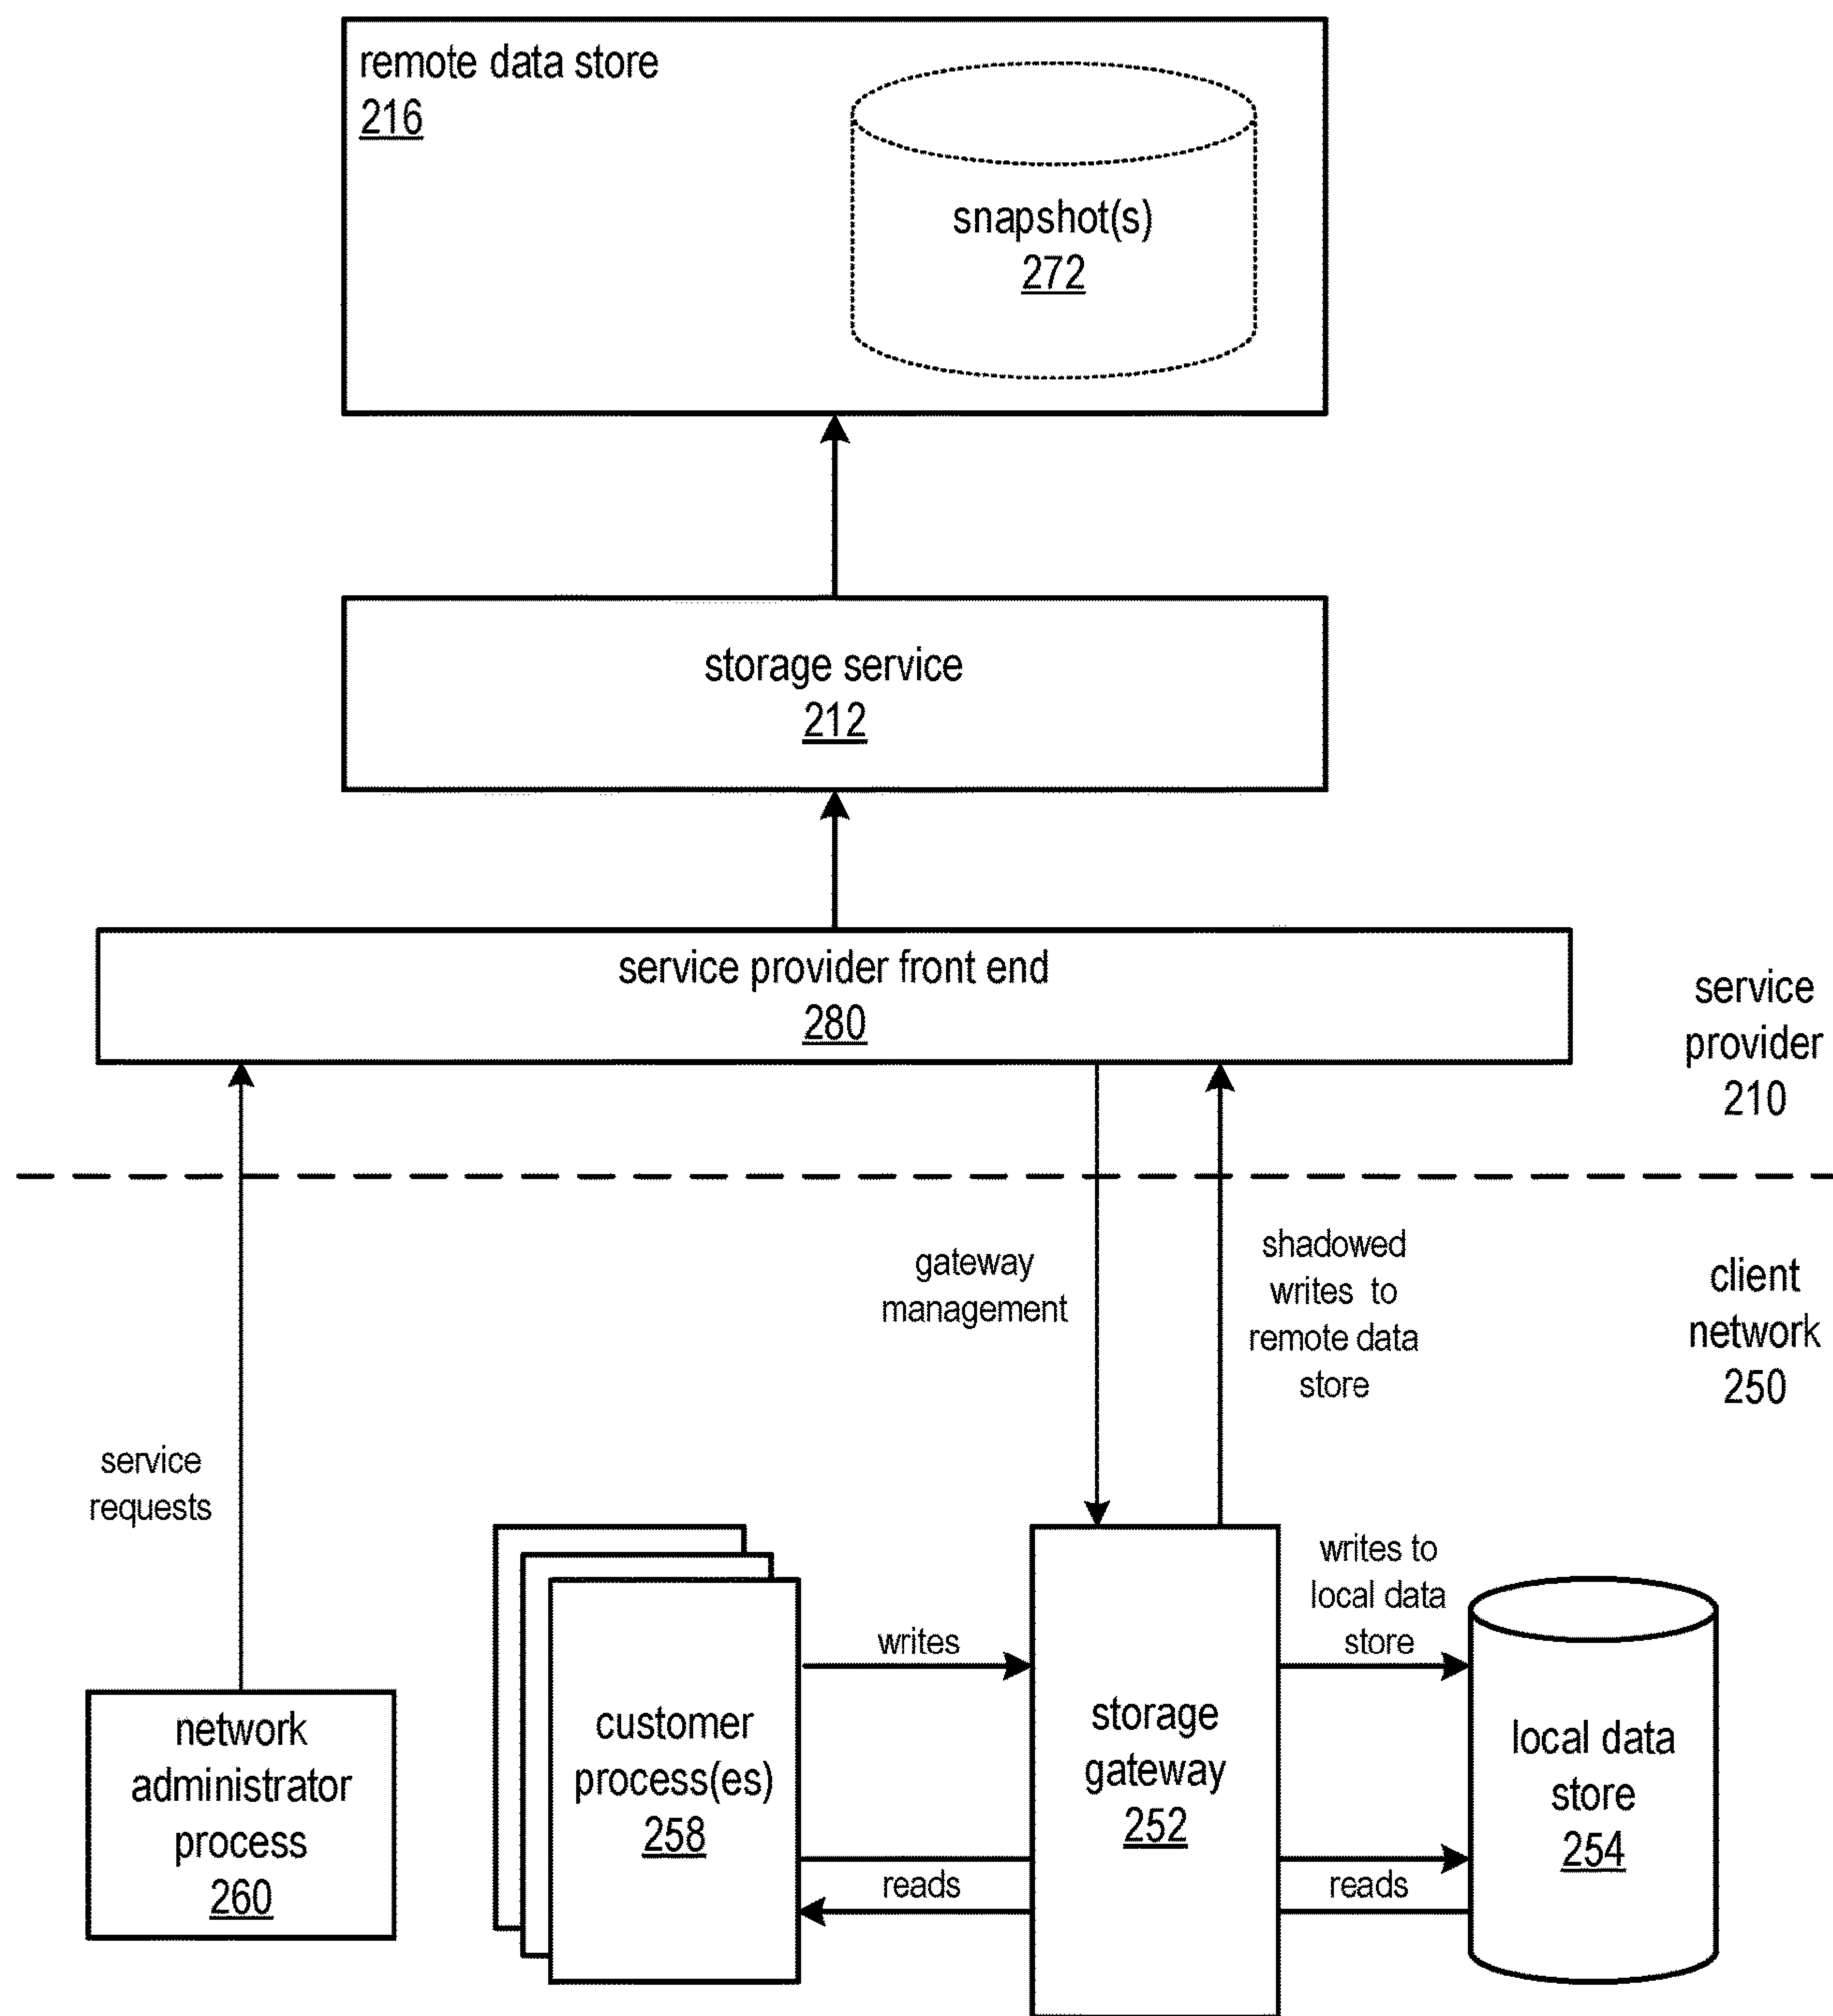 remote data store
216
snapshot(s)
272
storage service
212
service provider front end
280
service
provider
210
gateway
management
shadowed
writes to
remote data
store
client
network
250
service
requests
writes to
local data
store
writes
network
administrator
process
260
customer
process(es)
258
storage
gateway
252
local data
store
254
reads
reads